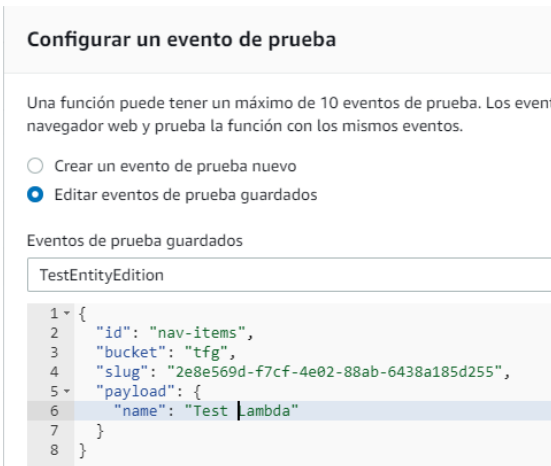 Configurar un evento de prueba
Una función puede tener un máximo de 10 eventos de prueba. Los
navegador web y prueba la función con los mismos eventos.
Crear un evento de prueba nuevo
Editar eventos de prueba guardados
Eventos de prueba guardados
TestEntityEdition
1 {
2 "id": "nav-items",
3 "bucket": "tfg",
4 "slug": "2e8e569d-f7cf-4e02-88ab-6438a185d255",
5 "payload": {
6 "name": "Test Lambda"
7 }
8 }